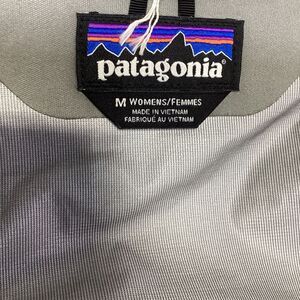 patagonia®
M WOMENS/FEMMES
MADE IN VIETNAM
FABRIQUÉ AU VIETNAM